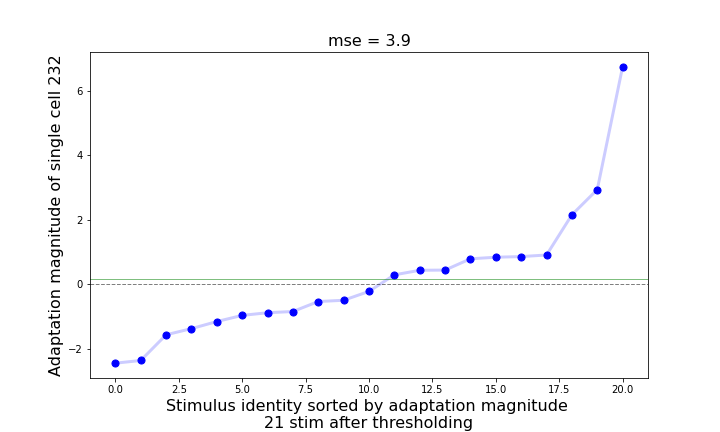 mse = 3.9
Adaptation magnitude of single cell 232
6
4
2
0
−2
0.0 2.5 5.0 7.5 10.0 12.5 15.0 17.5 20.0
Stimulus identity sorted by adaptation magnitude
21 stim after thresholding